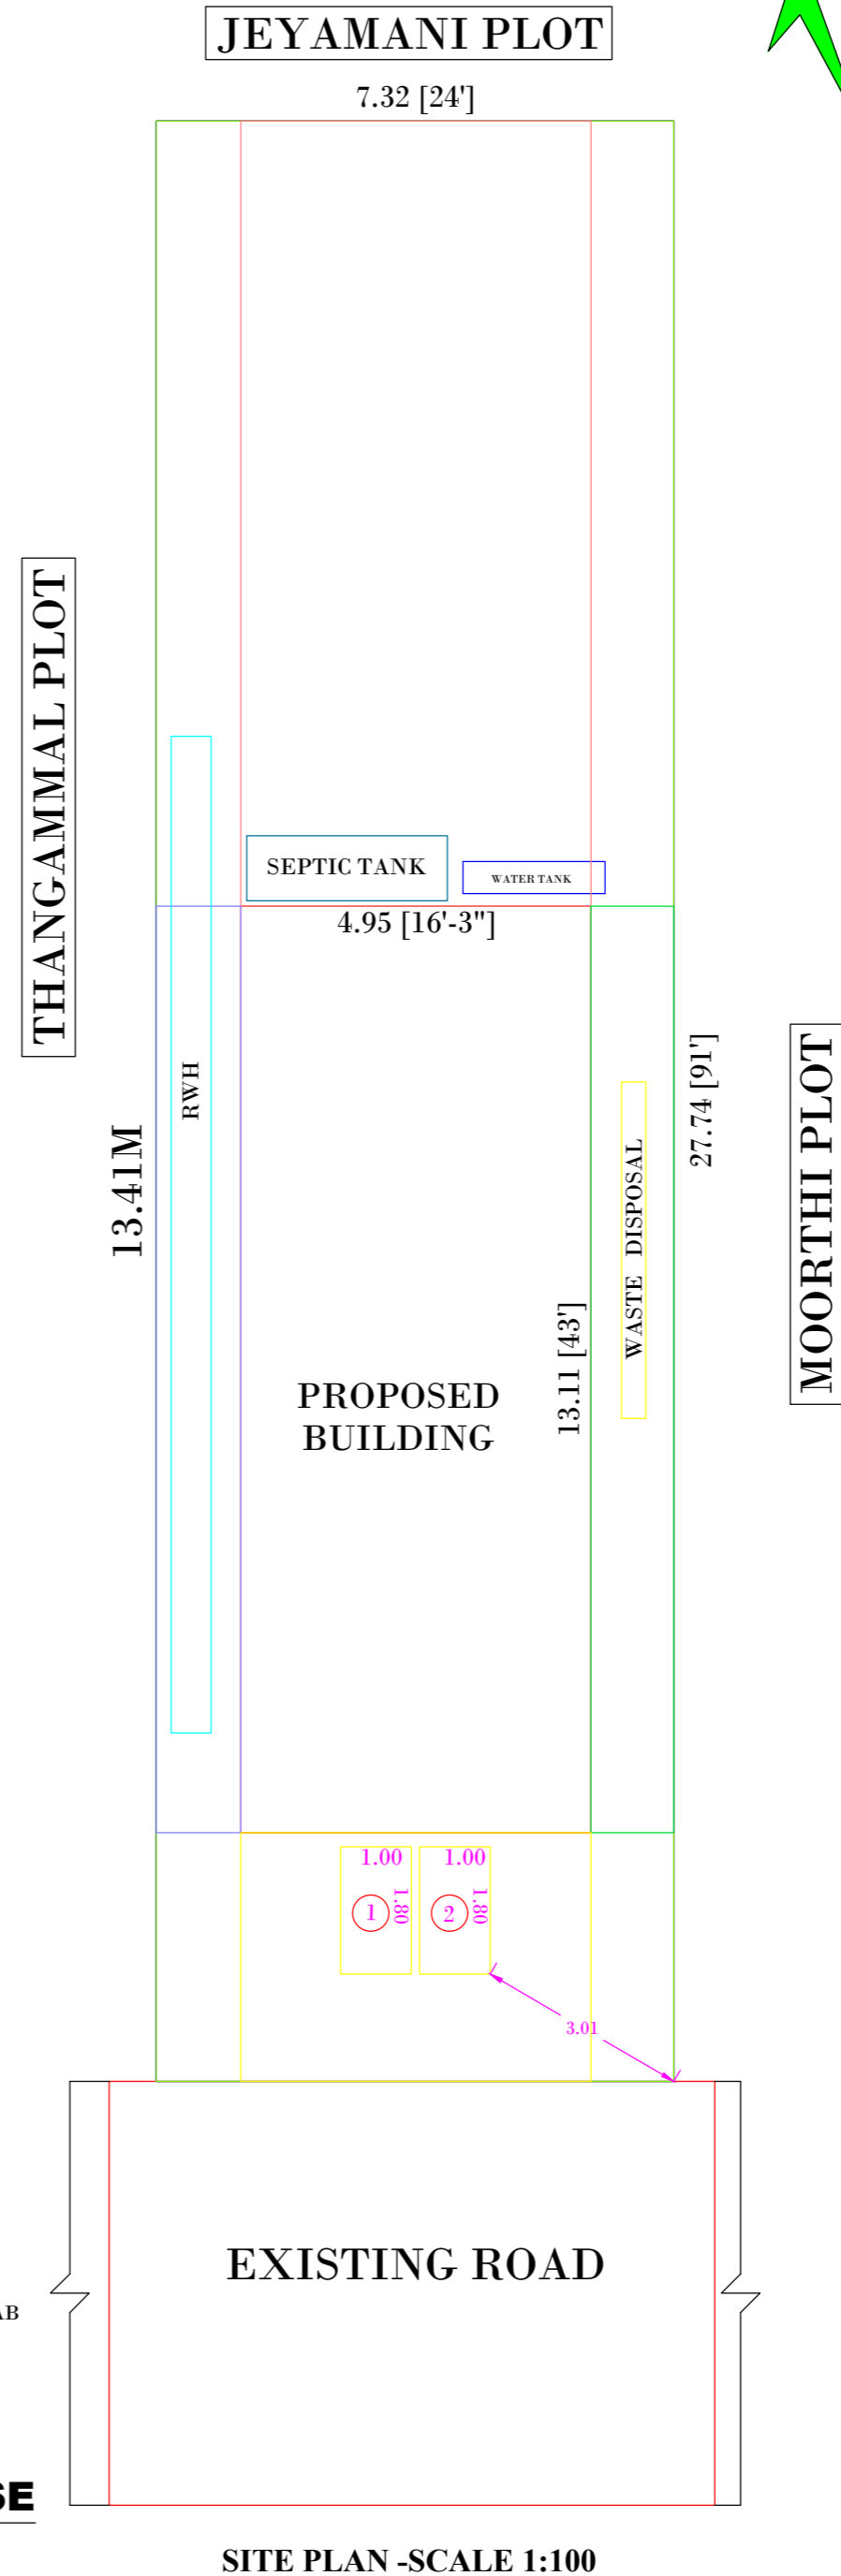 JEYAMANI PLOT
7.32 [24']
THANGAMMAL PLOT
SEPTIC TANK
WATER TANK
4.95 [16'-3"]
RWH
13.41M
27.74 [91']
MOORTHI PLOT
WASTE DISPOSAL
13.11 [43']
PROPOSED
BUILDING
1.00
1.00
1
1.80
2
1.80
3.01
EXISTING ROAD
AB
SE
SITE PLAN -SCALE 1:100